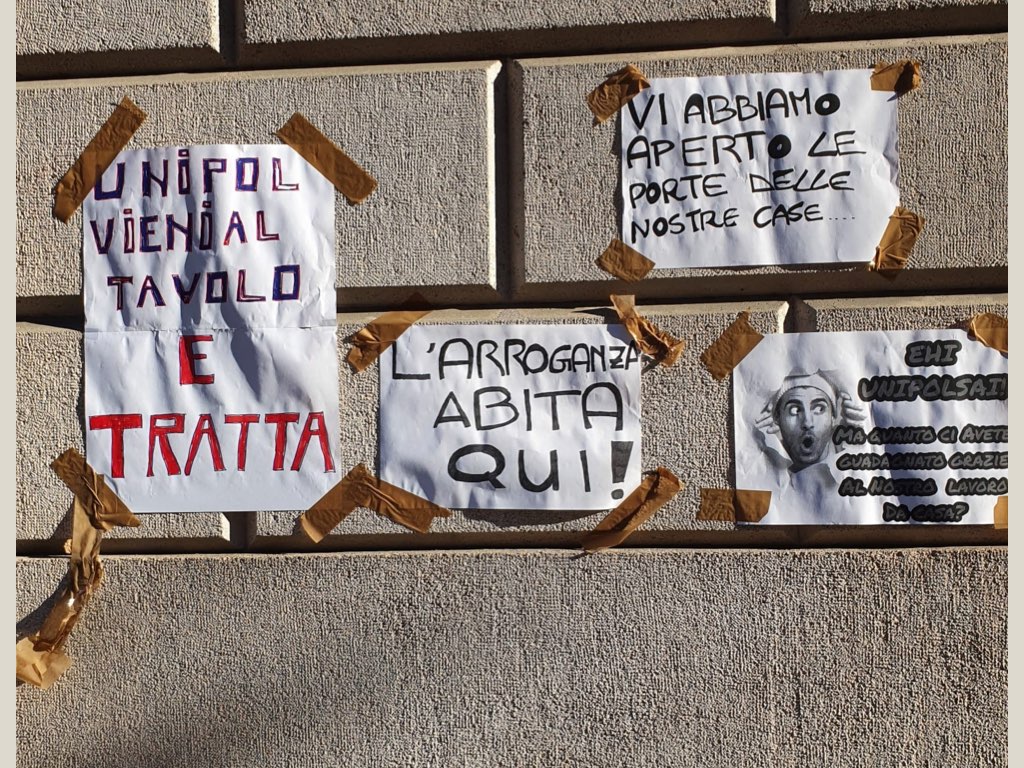 UNIPOL
VIENI AL
TAVOLO
E
TRATTA
VI ABBIAMO
APERTO LE
PORTE DELLE
NOSTRE CASE....
L'ARROGANZA
ABITA
QUI!
EHI
UNIPOLSAI!
MA QUANTO CI AVETE
GUADAGNATO GRAZIE
AL NOSTRO LAVORO
DA CASA?